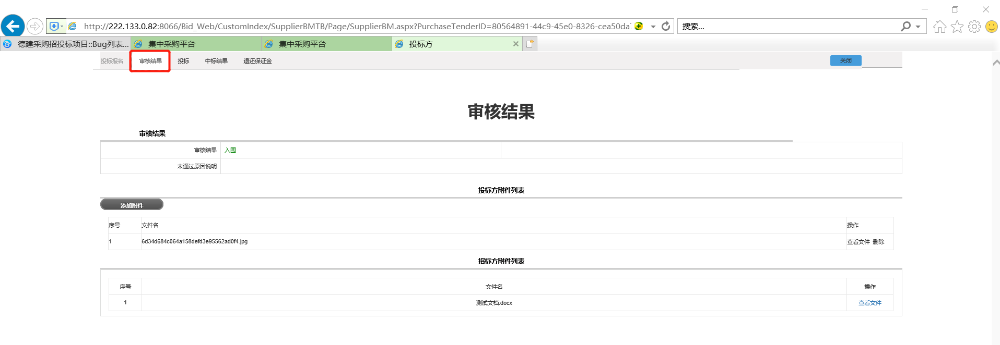 http://222.133.0.82:8066/Bid_Web/CustomIndex/SupplierBMTB/Page/SupplierBM.aspx?PurchaseTenderID=80564891-44c9-45e0-8326-cea50da
搜索...
德建采购招投标项目::Bug列表...
集中采购平台
集中采购平台
投标方
投标报名 审核结果 投标 中标结果 退还保证金 关闭
审核结果
审核结果
审核结果 入围
未通过原因说明
投标方附件列表
添加附件
序号 文件名 操作
1 6d34d684c064a158defd3e95562ad0f4.jpg 查看文件 删除
招标方附件列表
序号 文件名 操作
1 测试文档.docx 查看文件